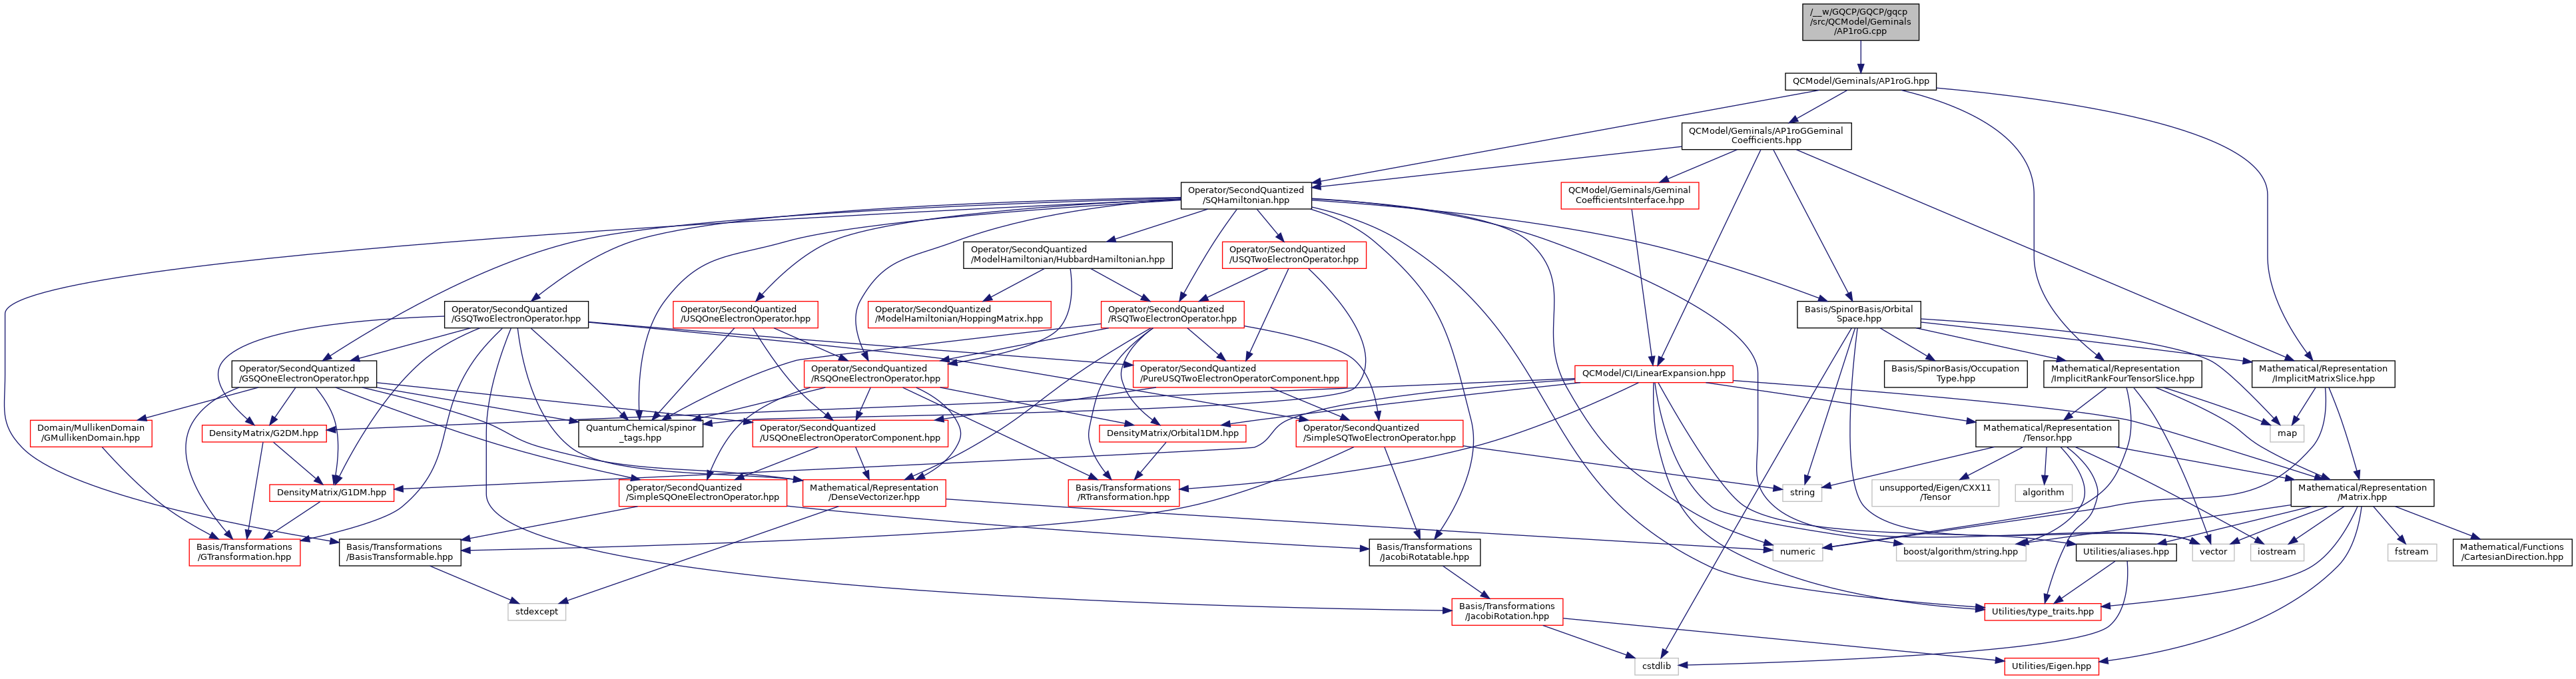 /__w/GQCP/GQCP/gqcp
/src/QCModel/Geminals
/AP1roG.cpp
QCModel/Geminals/AP1roG.hpp
QCModel/Geminals/AP1roGGeminal
Coefficients.hpp
Operator/SecondQuantized
/SQHamiltonian.hpp
QCModel/Geminals/Geminal
CoefficientsInterface.hpp
Operator/SecondQuantized
/ModelHamiltonian/HubbardHamiltonian.hpp
Operator/SecondQuantized
/USQTwoElectronOperator.hpp
Operator/SecondQuantized
/GSQTwoElectronOperator.hpp
Operator/SecondQuantized
/USQOneElectronOperator.hpp
Operator/SecondQuantized
/ModelHamiltonian/HoppingMatrix.hpp
Operator/SecondQuantized
/RSQTwoElectronOperator.hpp
Basis/SpinorBasis/Orbital
Space.hpp
Operator/SecondQuantized
/GSQOneElectronOperator.hpp
Operator/SecondQuantized
/RSQOneElectronOperator.hpp
Operator/SecondQuantized
/PureUSQTwoElectronOperatorComponent.hpp
QCModel/CI/LinearExpansion.hpp
Basis/SpinorBasis/Occupation
Type.hpp
Mathematical/Representation
/ImplicitRankFourTensorSlice.hpp
Mathematical/Representation
/ImplicitMatrixSlice.hpp
Domain/MullikenDomain
/GMullikenDomain.hpp
DensityMatrix/G2DM.hpp
QuantumChemical/spinor
_tags.hpp
Operator/SecondQuantized
/USQOneElectronOperatorComponent.hpp
DensityMatrix/Orbital1DM.hpp
Operator/SecondQuantized
/SimpleSQTwoElectronOperator.hpp
Mathematical/Representation
/Tensor.hpp
map
DensityMatrix/G1DM.hpp
Operator/SecondQuantized
/SimpleSQOneElectronOperator.hpp
Mathematical/Representation
/DenseVectorizer.hpp
Basis/Transformations
/RTransformation.hpp
string
unsupported/Eigen/CXX11
/Tensor
algorithm
Mathematical/Representation
/Matrix.hpp
Basis/Transformations
/GTransformation.hpp
Basis/Transformations
/BasisTransformable.hpp
Basis/Transformations
/JacobiRotatable.hpp
numeric
boost/algorithm/string.hpp
Utilities/aliases.hpp
vector
iostream
fstream
Mathematical/Functions
/CartesianDirection.hpp
stdexcept
Basis/Transformations
/JacobiRotation.hpp
Utilities/type_traits.hpp
cstdlib
Utilities/Eigen.hpp